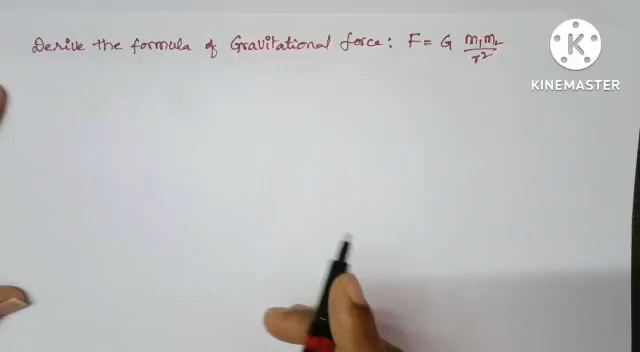 Derive the formula of Gravitational force: F = G m₁m₂/r²
K
KINEMASTER